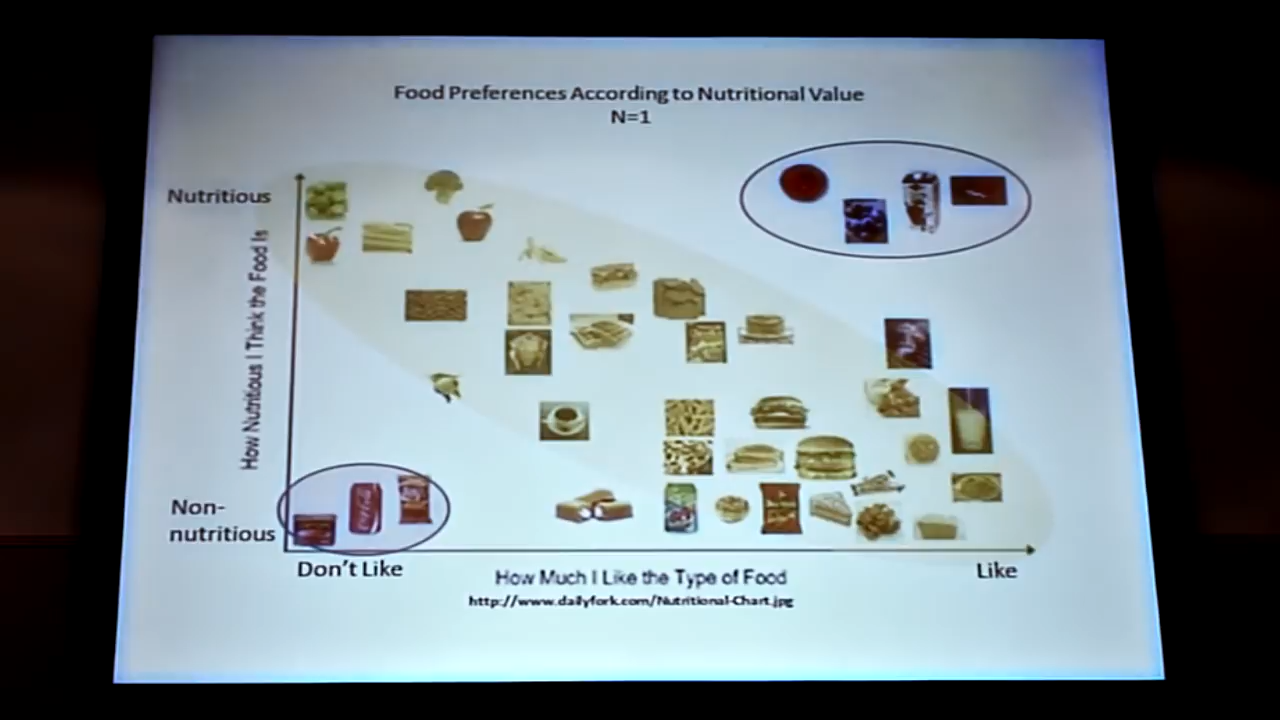 Food Preferences According to Nutritional Value
N=1
Nutritious
How Nutritious I Think the Food Is
Non-
nutritious
Don't Like
How Much I Like the Type of Food
Like
http://www.dailyfork.com/Nutritional-Chart.jpg